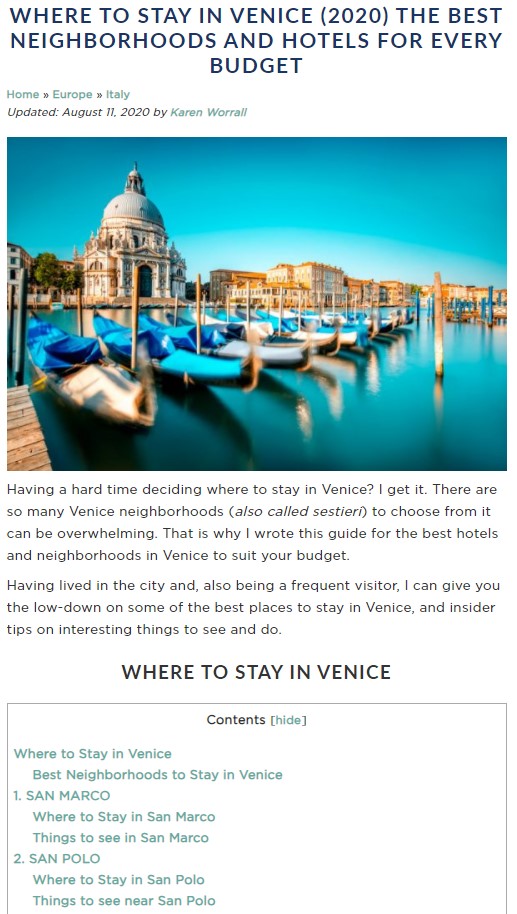 WHERE TO STAY IN VENICE (2020) THE BEST
NEIGHBORHOODS AND HOTELS FOR EVERY
BUDGET
Home » Europe » Italy
Updated: August 11, 2020 by Karen Worrall
Having a hard time deciding where to stay in Venice? I get it. There are
so many Venice neighborhoods (also called sestieri) to choose from it
can be overwhelming. That is why I wrote this guide for the best hotels
and neighborhoods in Venice to suit your budget.
Having lived in the city and, also being a frequent visitor, I can give you
the low-down on some of the best places to stay in Venice, and insider
tips on interesting things to see and do.
WHERE TO STAY IN VENICE
Contents [hide]
Where to Stay in Venice
Best Neighborhoods to Stay in Venice
1. SAN MARCO
Where to Stay in San Marco
Things to see in San Marco
2. SAN POLO
Where to Stay in San Polo
Things to see near San Polo